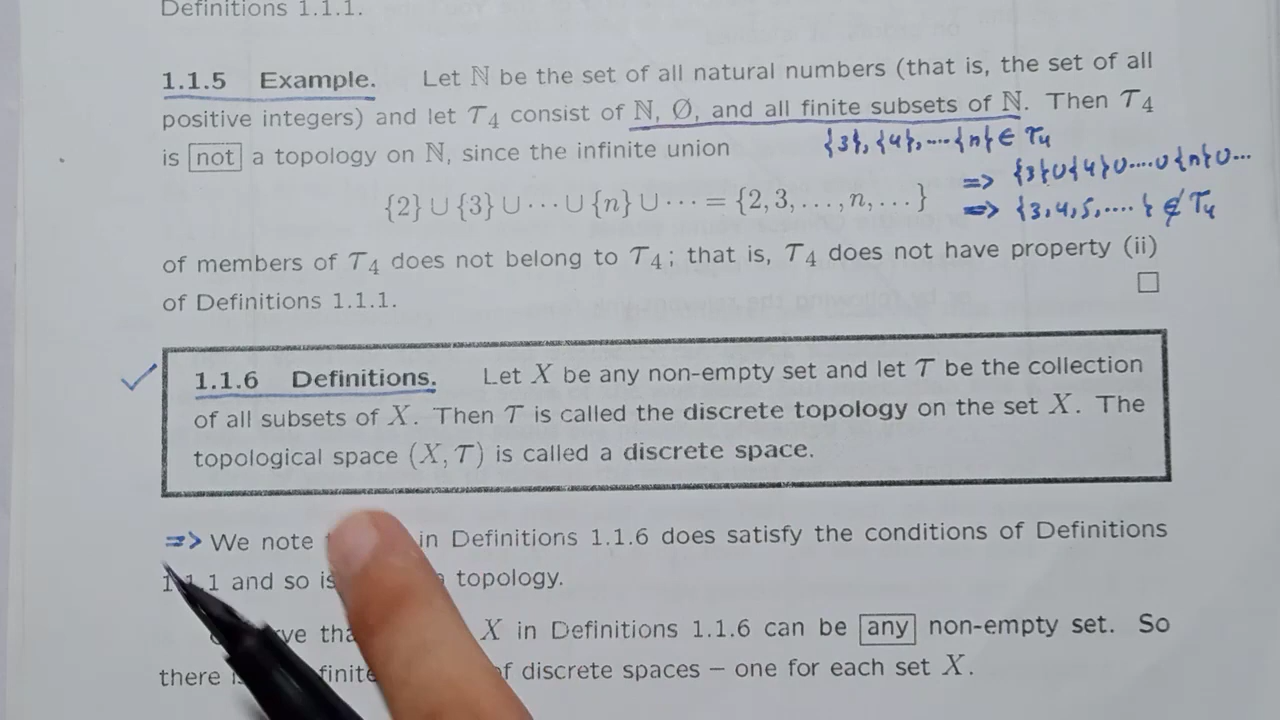 Definitions 1.1.1.
1.1.5 Example. Let ℕ be the set of all natural numbers (that is, the set of all
positive integers) and let 𝒯₄ consist of ℕ, Ø, and all finite subsets of ℕ. Then 𝒯₄
{3}, {4}, .... {n} ∈ 𝒯₄
is not a topology on ℕ, since the infinite union
=> {3}∪{4}∪....∪{n}∪...
{2} ∪ {3} ∪ ··· ∪ {n} ∪ ··· = {2, 3, . . . , n, . . . }
=> {3,4,5,....} ∉ 𝒯₄
of members of 𝒯₄ does not belong to 𝒯₄; that is, 𝒯₄ does not have property (ii)
of Definitions 1.1.1. □
1.1.6 Definitions. Let X be any non-empty set and let 𝒯 be the collection
of all subsets of X. Then 𝒯 is called the discrete topology on the set X. The
topological space (X, 𝒯) is called a discrete space.
=> We note in Definitions 1.1.6 does satisfy the conditions of Definitions
1.1.1 and so is topology.
X in Definitions 1.1.6 can be any non-empty set. So
there of discrete spaces – one for each set X.